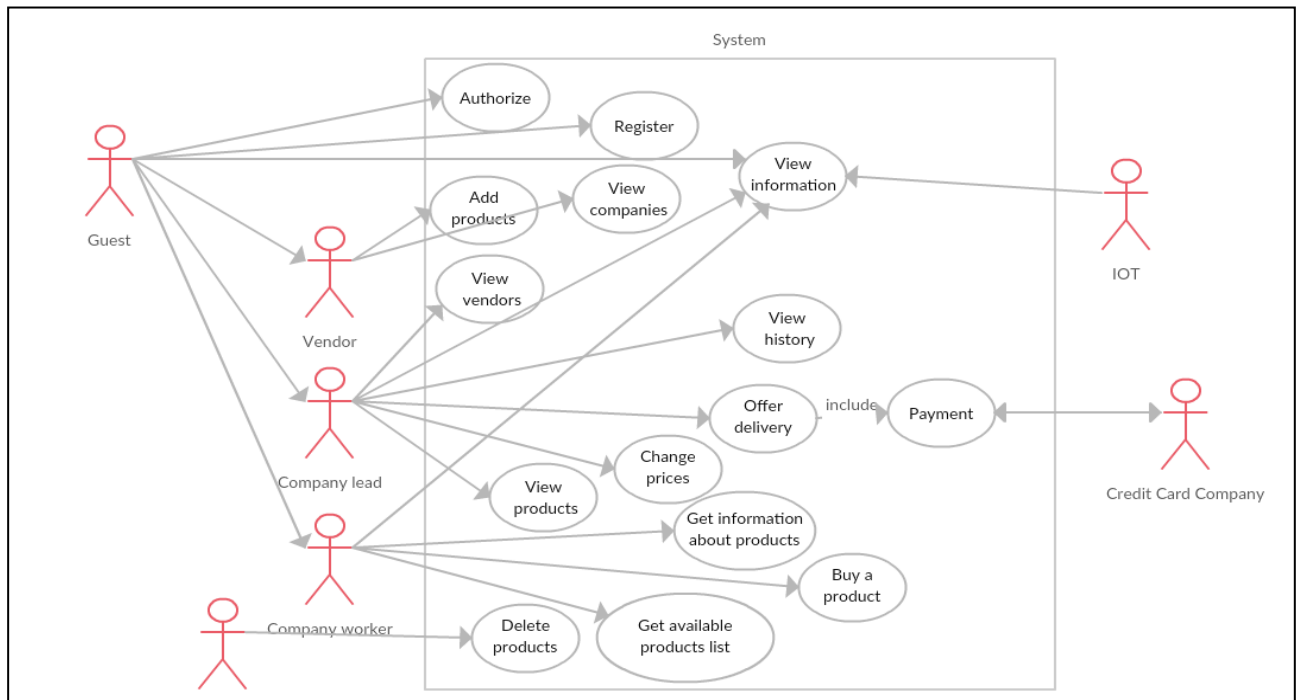 System
Authorize
Register
View
information
Guest
Add
products
View
companies
IOT
View
vendors
Vendor
View
history
Offer
delivery
include
Payment
Company lead
Change
prices
View
products
Credit Card Company
Get information
about products
Buy a
product
Company worker
Delete
products
Get available
products list